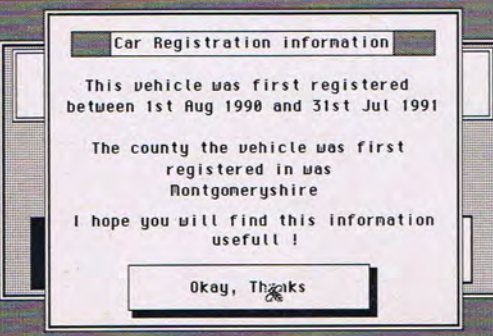 Car Registration information
This vehicle was first registered
between 1st Aug 1990 and 31st Jul 1991
The county the vehicle was first
registered in was
Montgomeryshire
I hope you will find this information
usefull !
Okay, Thanks